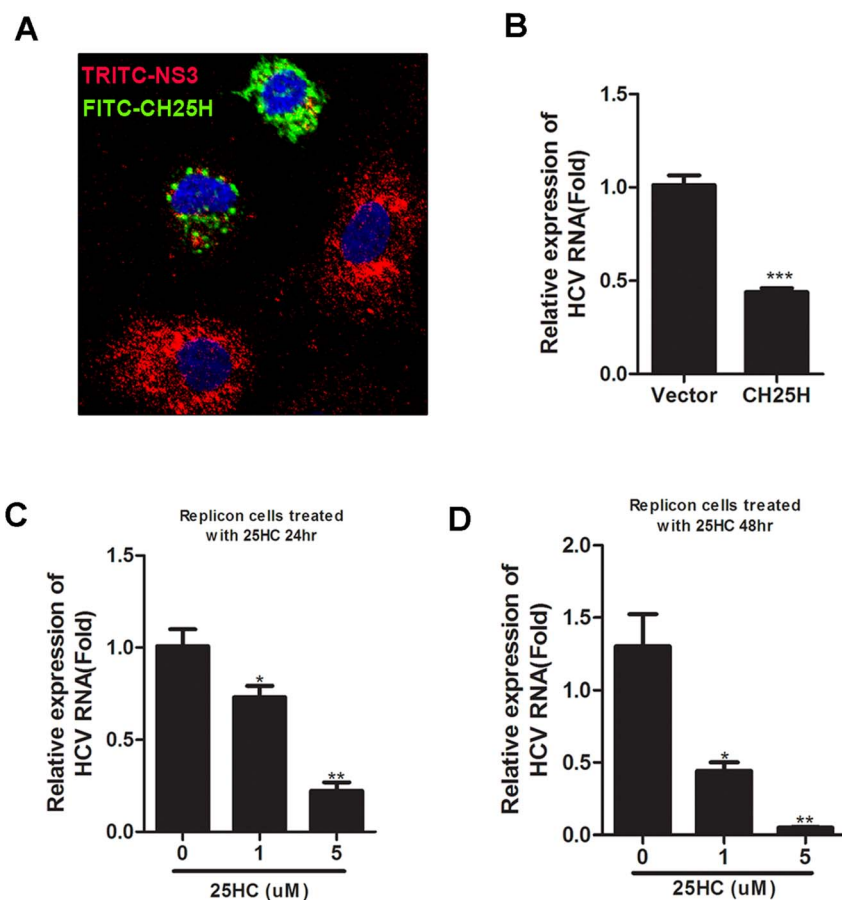 A
TRITC-NS3
FITC-CH25H
B
Relative expression of
HCV RNA(Fold)
1.5
1.0
0.5
0.0
***
Vector CH25H
C
Replicon cells treated
with 25HC 24hr
Relative expression of
HCV RNA(Fold)
1.5
1.0
0.5
0.0
*
**
0 1 5
25HC (uM)
D
Replicon cells treated
with 25HC 48hr
Relative expression of
HCV RNA(Fold)
2.0
1.5
1.0
0.5
0.0
*
**
0 1 5
25HC (uM)